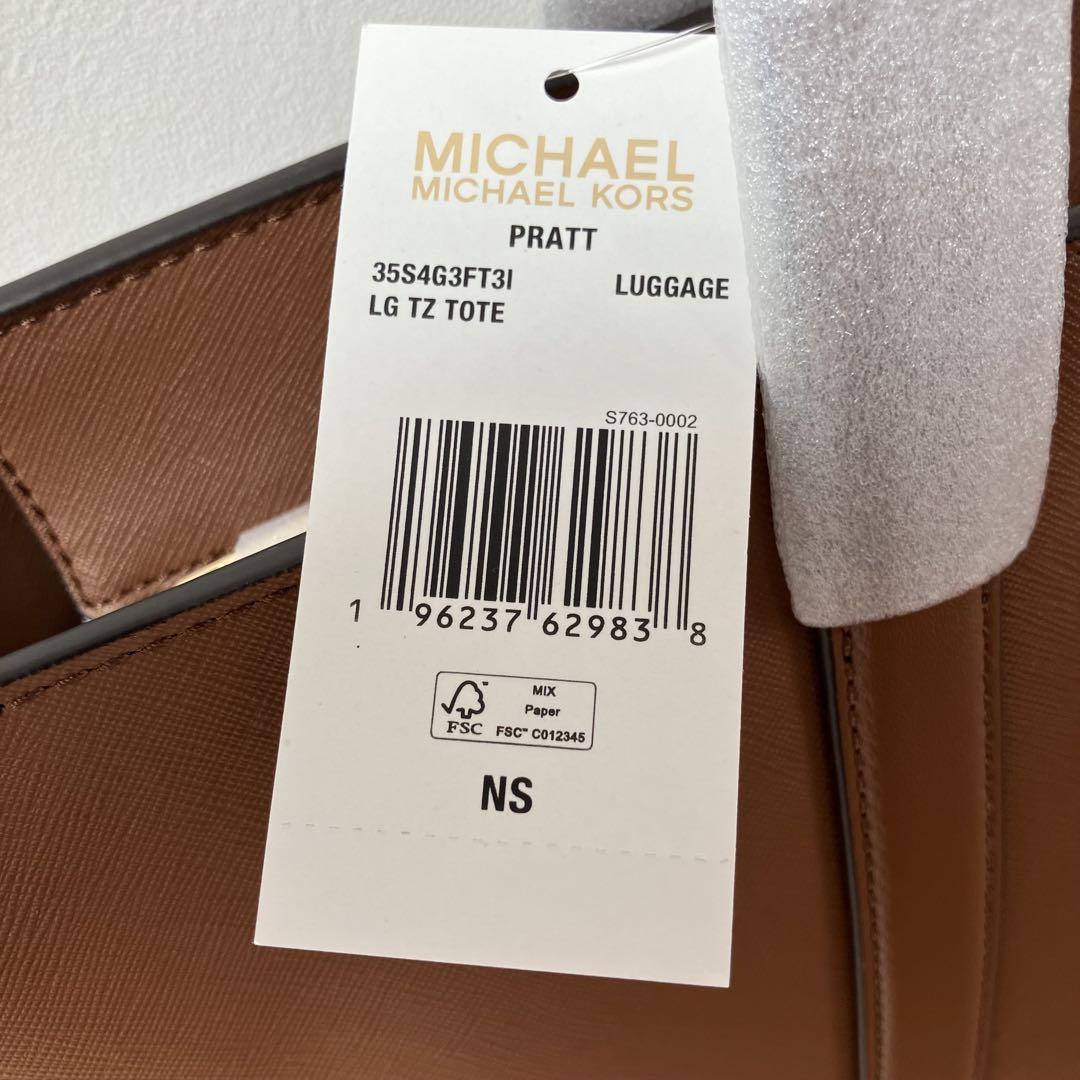 MICHAEL
MICHAEL KORS
PRATT
35S4G3FT3I LUGGAGE
LG TZ TOTE
S763-0002
1 96237 62983 8
FSC
MIX
Paper
FSC™ C012345
NS